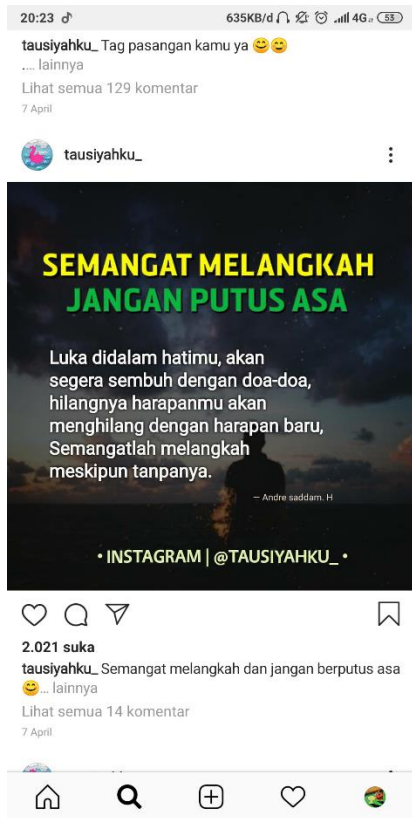 20:23 635KB/d 4G 53
tausiyahku_ Tag pasangan kamu ya 😊😊
.... lainnya
Lihat semua 129 komentar
7 April
tausiyahku_
SEMANGAT MELANGKAH
JANGAN PUTUS ASA
Luka didalam hatimu, akan
segera sembuh dengan doa-doa,
hilangnya harapanmu akan
menghilang dengan harapan baru,
Semangatlah melangkah
meskipun tanpanya.
– Andre saddam. H
• INSTAGRAM | @TAUSIYAHKU_ •
2.021 suka
tausiyahku_ Semangat melangkah dan jangan berputus asa
😊... lainnya
Lihat semua 14 komentar
7 April